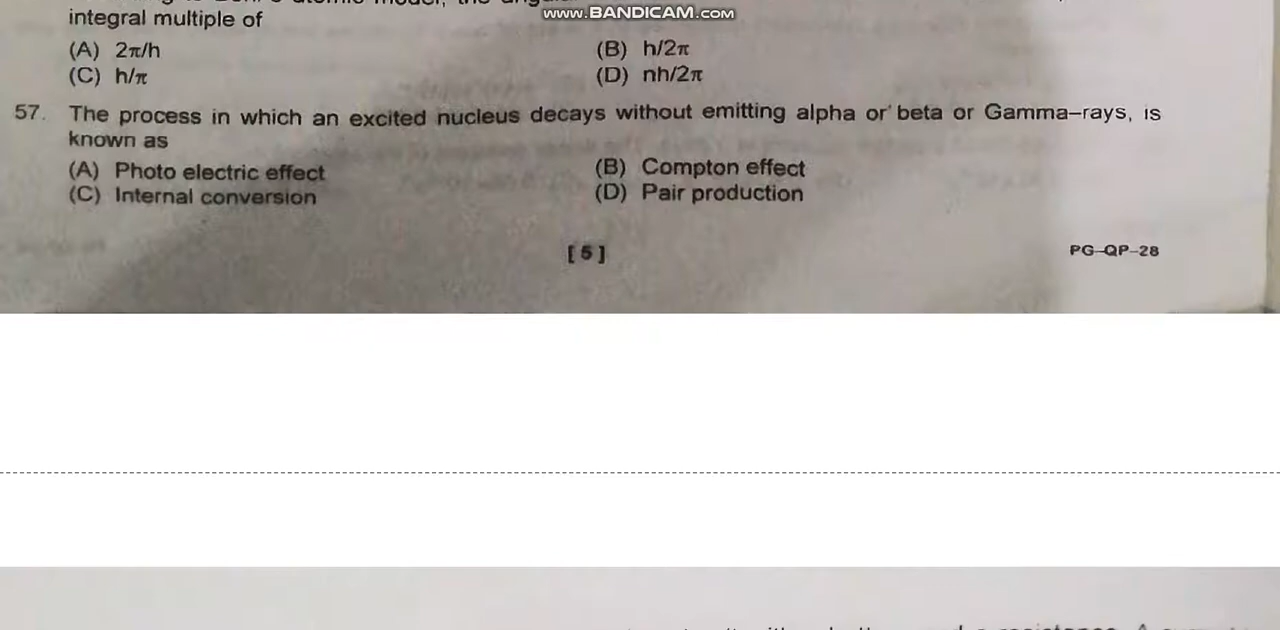 www.BANDICAM.com
integral multiple of
(A) 2π/h (B) h/2π
(C) h/π (D) nh/2π
57. The process in which an excited nucleus decays without emitting alpha or beta or Gamma–rays, is
known as
(A) Photo electric effect (B) Compton effect
(C) Internal conversion (D) Pair production
[ 5 ] PG–QP–28